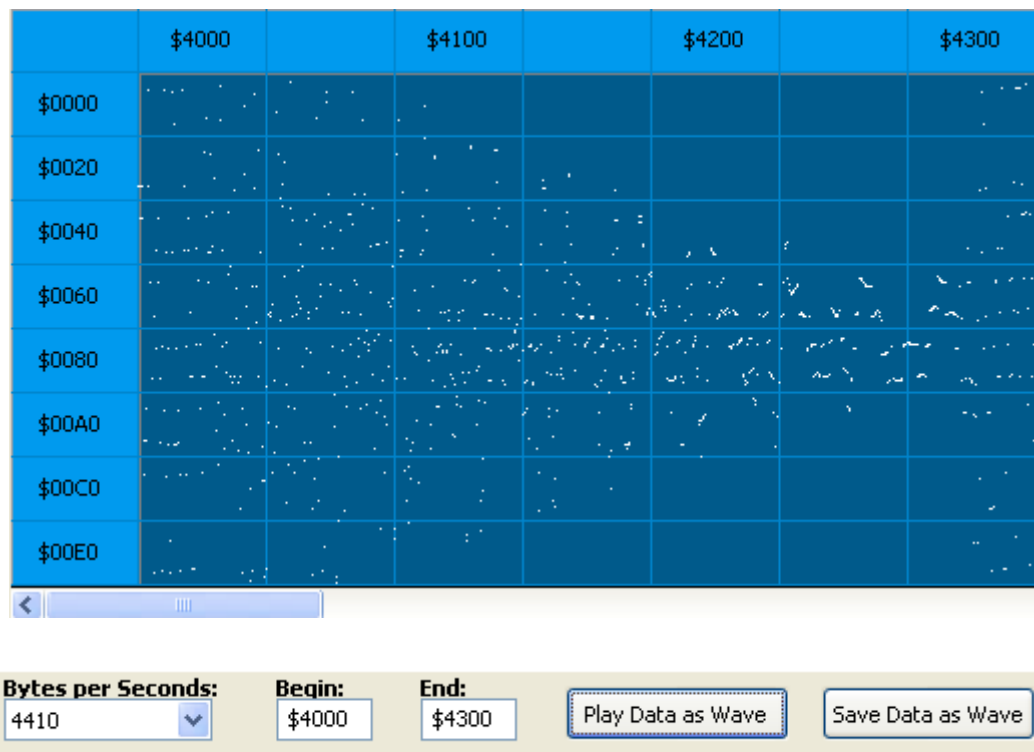 $4000 $4100 $4200 $4300
$0000
$0020
$0040
$0060
$0080
$00A0
$00C0
$00E0
Bytes per Seconds: Begin: End:
4410 $4000 $4300 Play Data as Wave Save Data as Wave